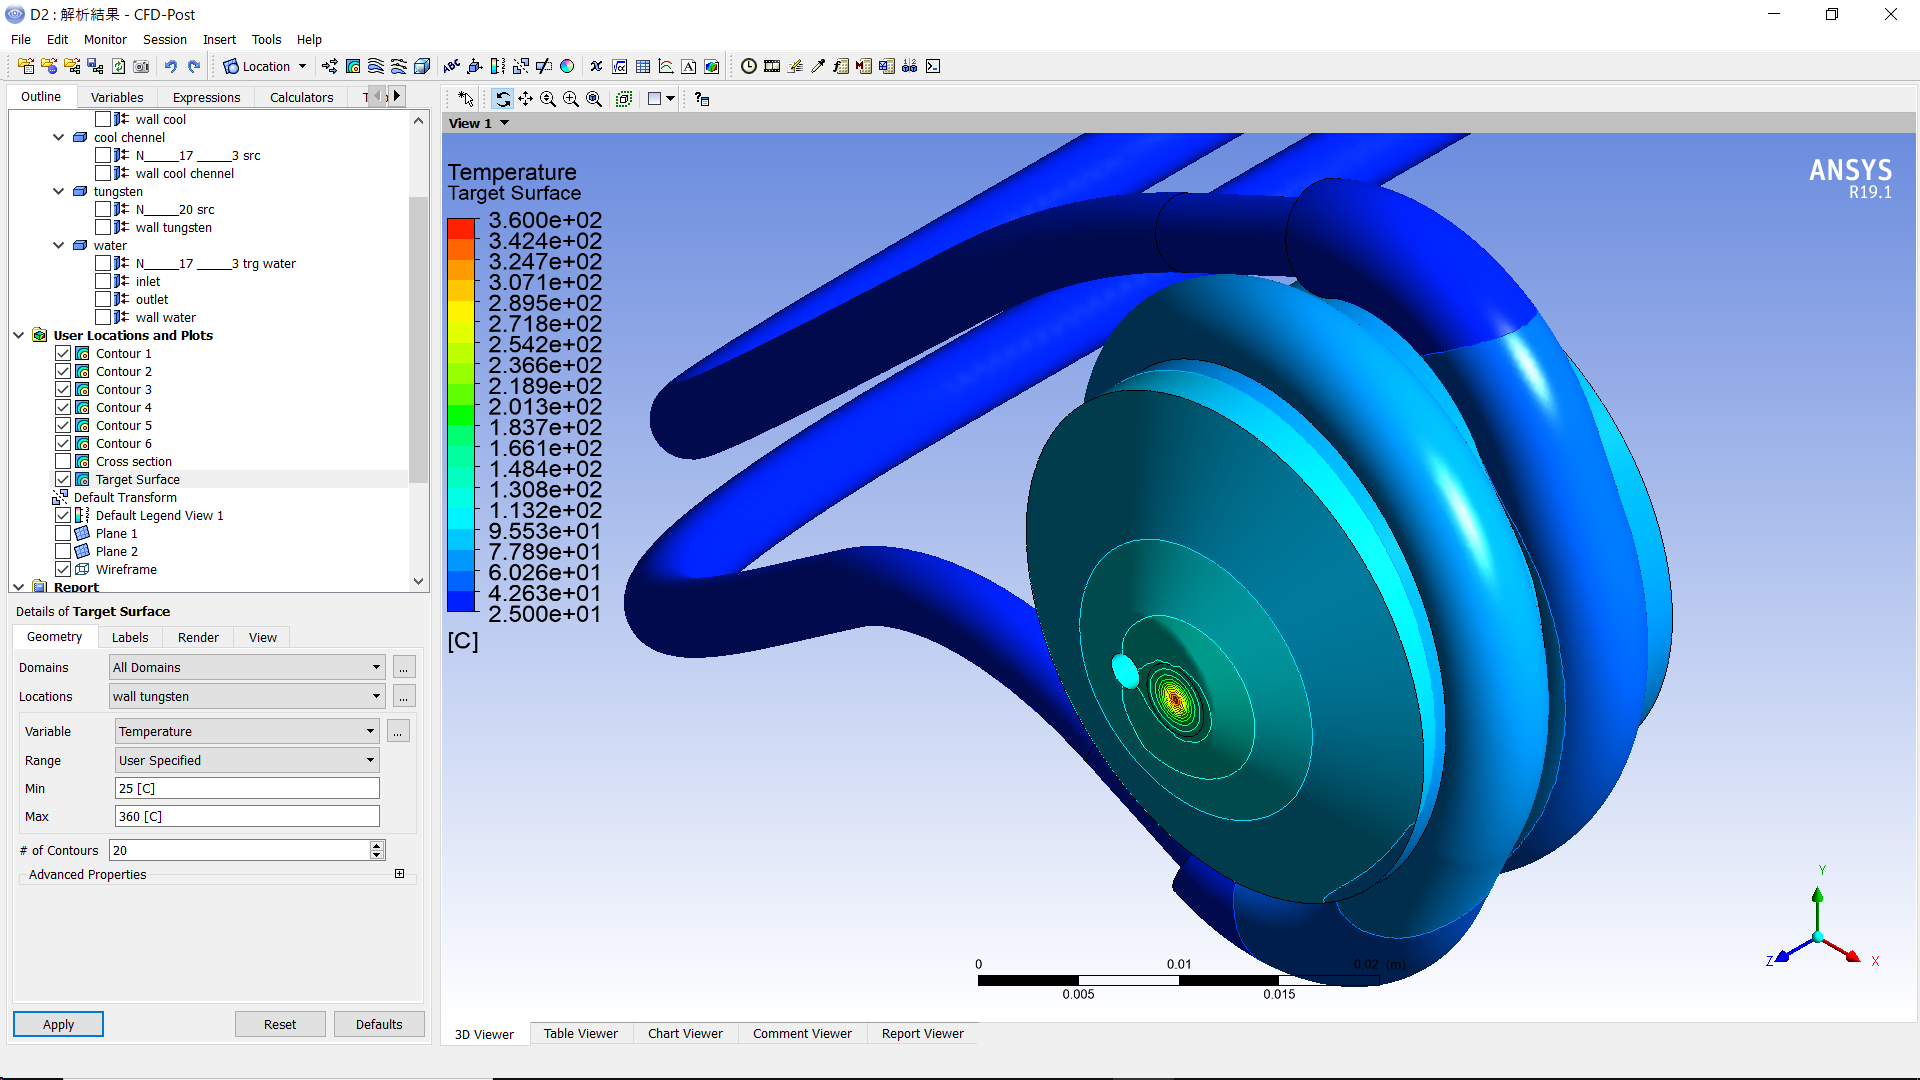 D2 : 解析結果 - CFD-Post
File Edit Monitor Session Insert Tools Help
Location
Outline Variables Expressions Calculators
wall cool
cool channel
N_____17 _____3 src
wall cool channel
tungsten
N_____20 src
wall tungsten
water
N_____17 _____3 trg water
inlet
outlet
wall water
User Locations and Plots
Contour 1
Contour 2
Contour 3
Contour 4
Contour 5
Contour 6
Cross section
Target Surface
Default Transform
Default Legend View 1
Plane 1
Plane 2
Wireframe
Report
Details of Target Surface
Geometry Labels Render View
Domains All Domains ...
Locations wall tungsten ...
Variable Temperature ...
Range User Specified
Min 25 [C]
Max 360 [C]
# of Contours 20
Advanced Properties
Apply Reset Defaults
View 1
Temperature
Target Surface
3.600e+02
3.424e+02
3.247e+02
3.071e+02
2.895e+02
2.718e+02
2.542e+02
2.366e+02
2.189e+02
2.013e+02
1.837e+02
1.661e+02
1.484e+02
1.308e+02
1.132e+02
9.553e+01
7.789e+01
6.026e+01
4.263e+01
2.500e+01
[C]
ANSYS
R19.1
0 0.01 0.02 (m)
0.005 0.015
Y
Z X
3D Viewer Table Viewer Chart Viewer Comment Viewer Report Viewer